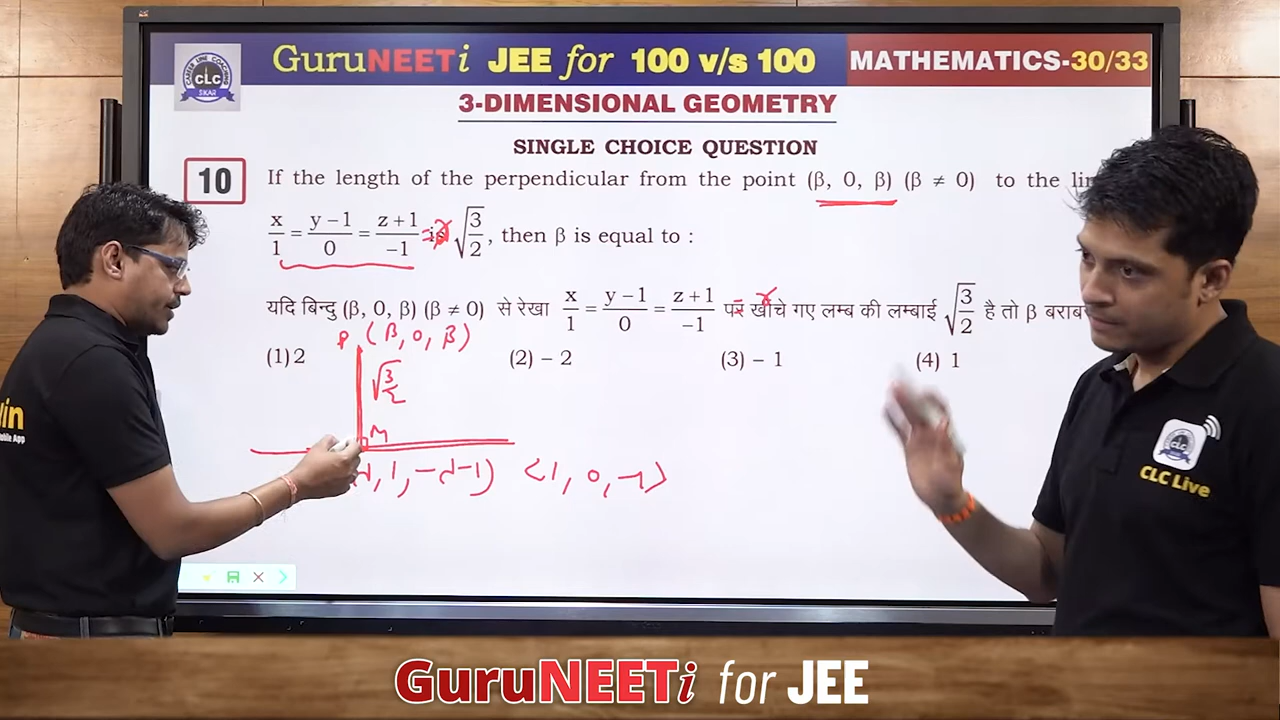 GuruNEETi JEE for 100 v/s 100 MATHEMATICS-30/33
CLC
SIKAR
3-DIMENSIONAL GEOMETRY
SINGLE CHOICE QUESTION
10 If the length of the perpendicular from the point (β, 0, β) (β ≠ 0) to the
x/1 = (y−1)/0 = (z+1)/−1 is √(3/2), then β is equal to :
यदि बिन्दु (β, 0, β) (β ≠ 0) से रेखा x/1 = (y−1)/0 = (z+1)/−1 पर खींचे गए लम्ब की लम्बाई √(3/2) है तो β
P (β, 0, β)
(1) 2 (2) − 2 (3) − 1 (4) 1
√(3/2)
M
, 1, −λ−1) <1, 0, −1>
CLC Live
GuruNEETi for JEE